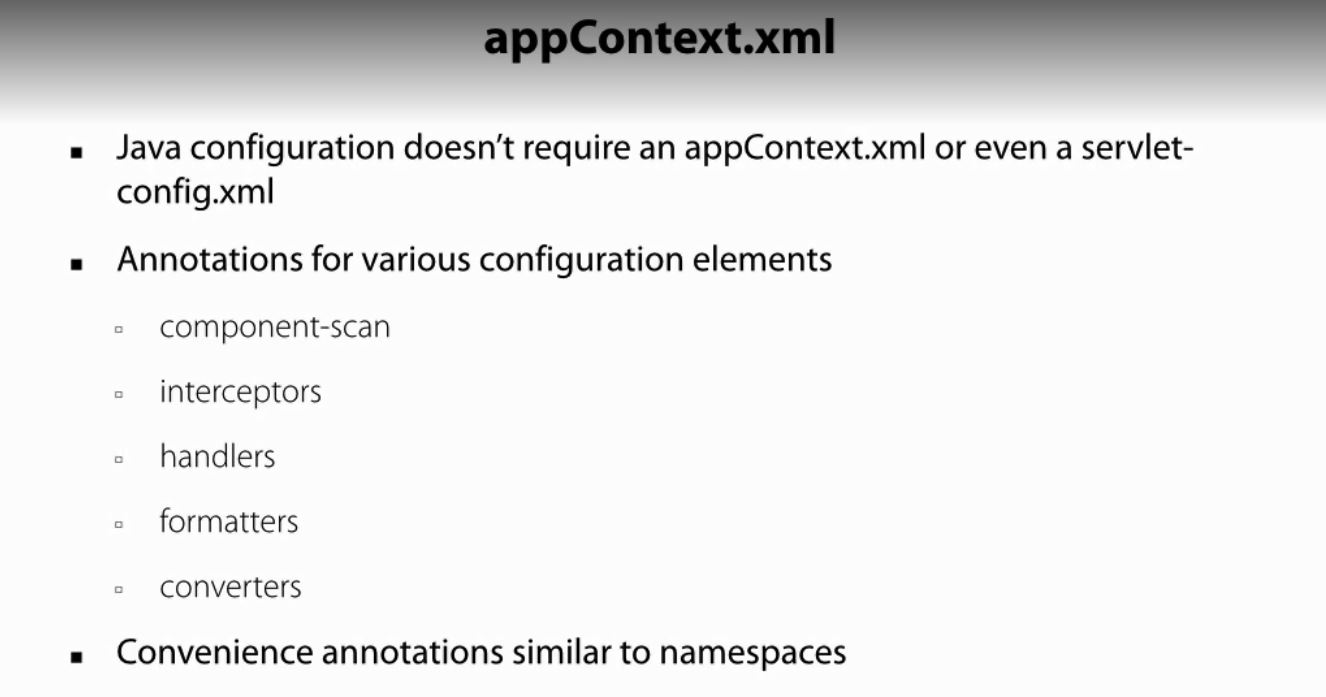 appContext.xml
Java configuration doesn’t require an appContext.xml or even a servlet-
config.xml
Annotations for various configuration elements
component-scan
interceptors
handlers
formatters
converters
Convenience annotations similar to namespaces